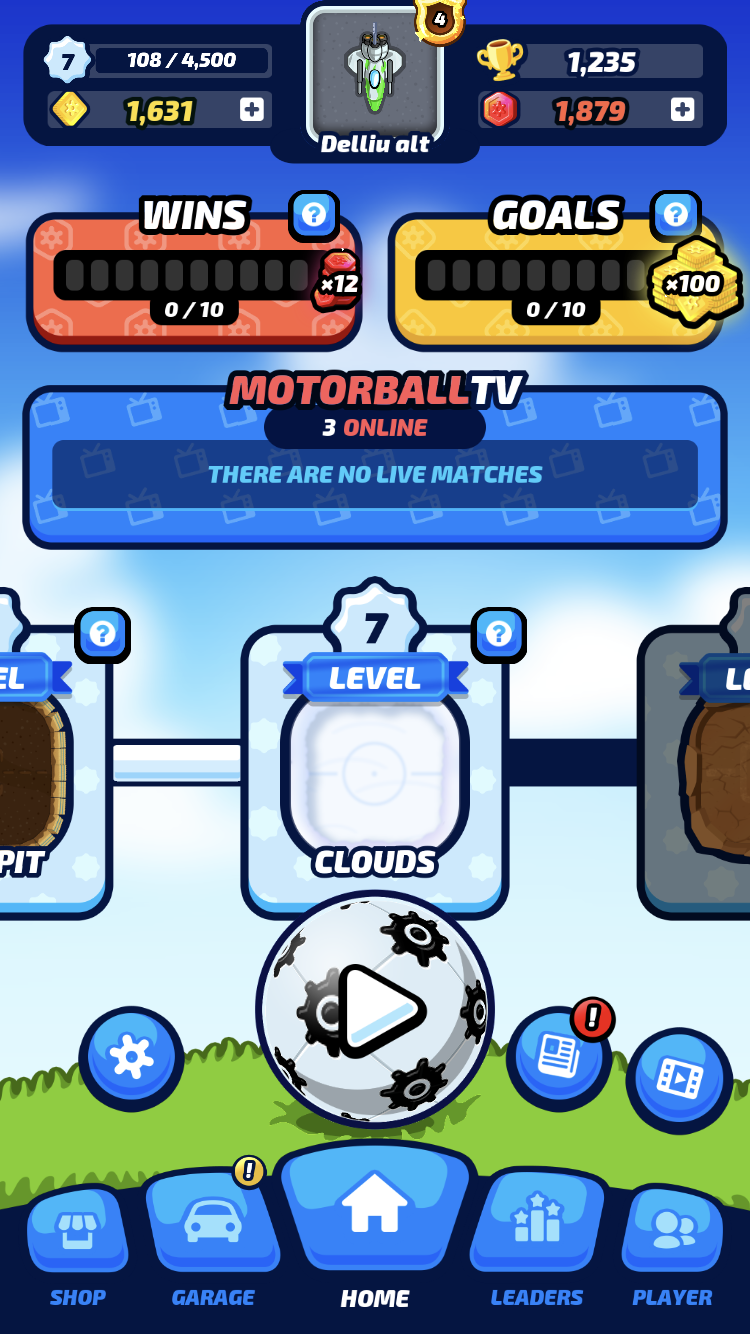 4
7
108 / 4,500
1,235
1,631
1,879
Delliu alt
WINS
GOALS
×12
×100
0 / 10
0 / 10
MOTORBALLTV
3 ONLINE
THERE ARE NO LIVE MATCHES
7
LEVEL
CLOUDS
PIT
SHOP
GARAGE
HOME
LEADERS
PLAYER